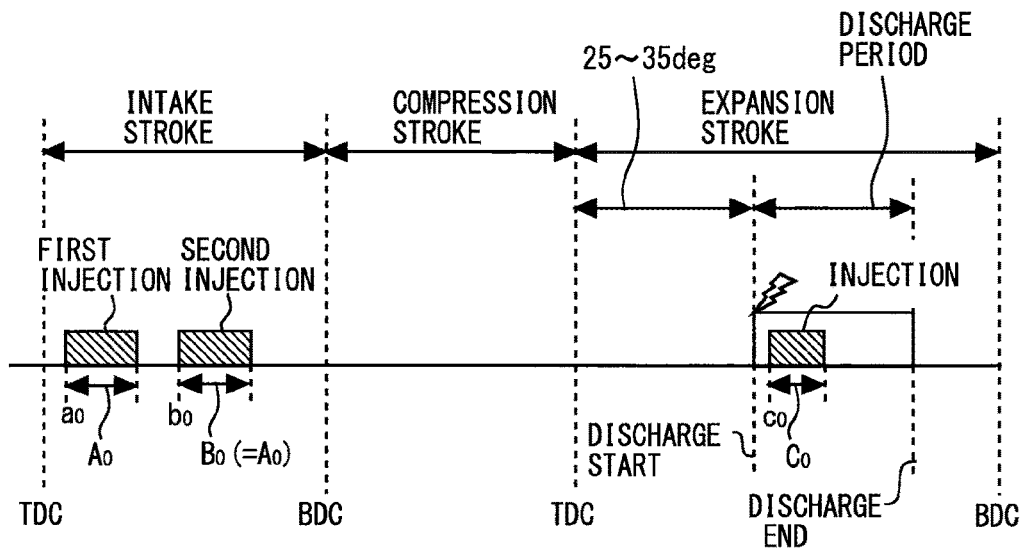 DISCHARGE
PERIOD
25~35deg
INTAKE
STROKE
COMPRESSION
STROKE
EXPANSION
STROKE
FIRST
INJECTION
SECOND
INJECTION
INJECTION
a0
A0
b0
B0 (=A0)
DISCHARGE
START
c0
C0
TDC
BDC
TDC
DISCHARGE
END
BDC